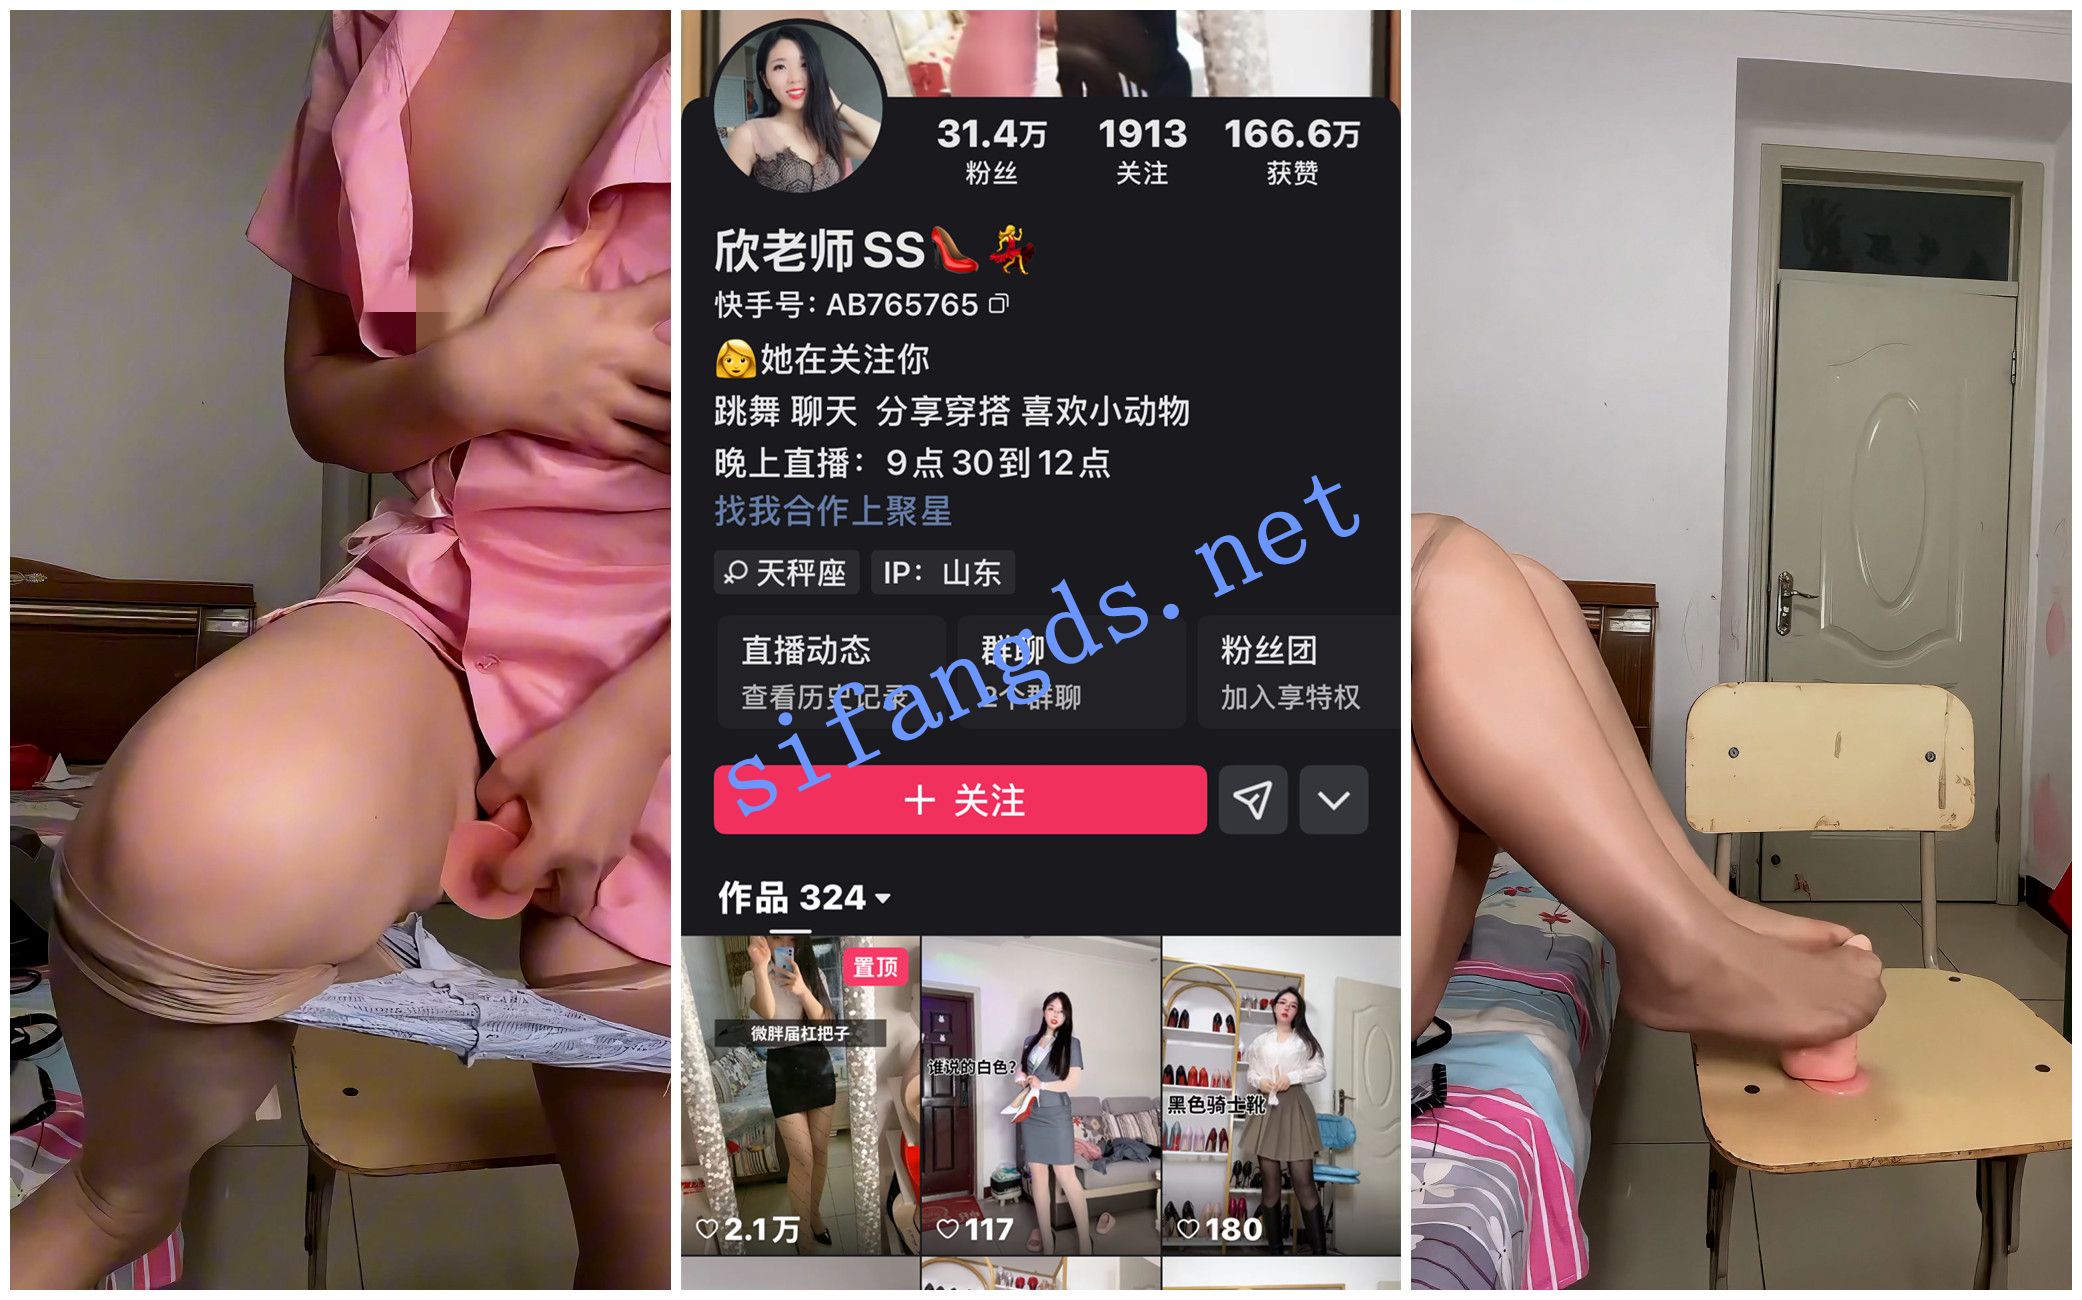 31.4万
1913
166.6万
粉丝
关注
获赞
欣老师SS👠💃
快手号: AB765765
👩她在关注你
跳舞 聊天 分享穿搭 喜欢小动物
晚上直播：9点30到12点
找我合作上聚星
天秤座
IP：山东
直播动态
群聊
粉丝团
查看历史记录
2个群聊
加入享特权
sifangds.net
+ 关注
作品 324
置顶
微胖届杠把子
谁说的白色?
黑色骑士靴
2.1万
117
180